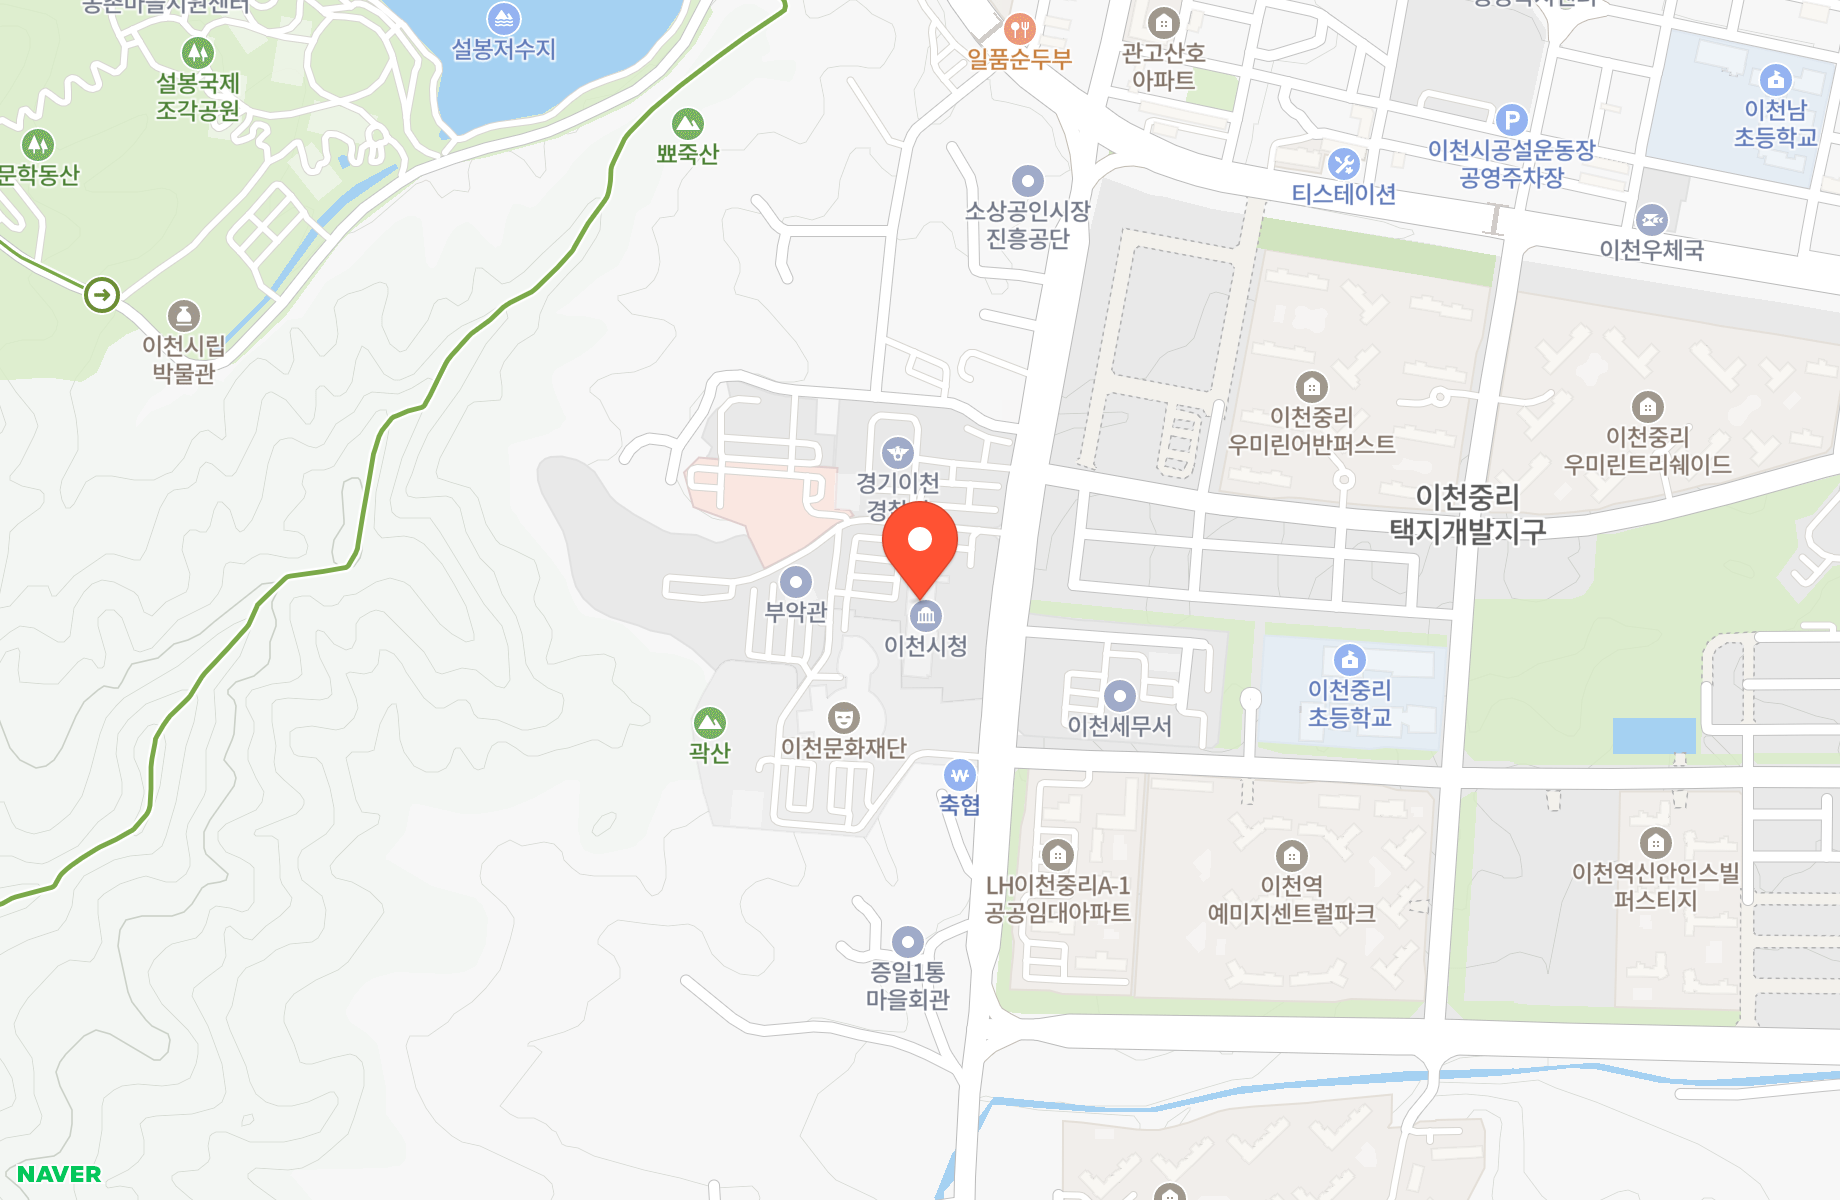 설봉저수지
일품순두부
관고산호
아파트
설봉국제
조각공원
문학동산
뾰죽산
이천남
초등학교
이천시공설운동장
공영주차장
티스테이션
소상공인시장
진흥공단
이천우체국
이천시립
박물관
이천중리
우미린어반퍼스트
이천중리
우미린트리쉐이드
경기이천
이천중리
택지개발지구
부악관
이천시청
이천중리
초등학교
이천세무서
곽산
이천문화재단
축협
LH이천중리A-1
공공임대아파트
이천역
예미지센트럴파크
이천역신안인스빌
퍼스티지
증일1통
마을회관
NAVER